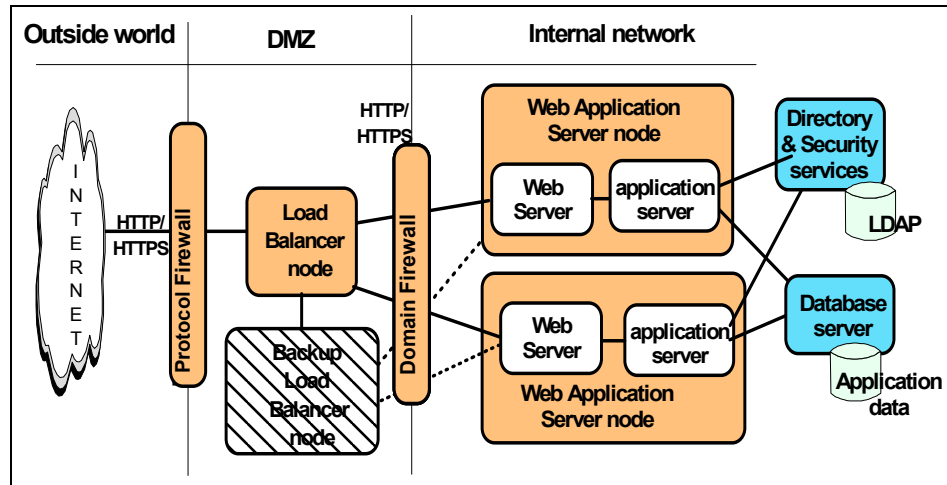 Outside world
DMZ
Internal network
INTERNET
HTTP/
HTTPS
Protocol Firewall
Load
Balancer
node
Backup
Load
Balancer
node
HTTP/
HTTPS
Domain Firewall
Web Application
Server node
Web
Server
application
server
Web
Server
application
server
Web Application
Server node
Directory
& Security
services
LDAP
Database
server
Application
data